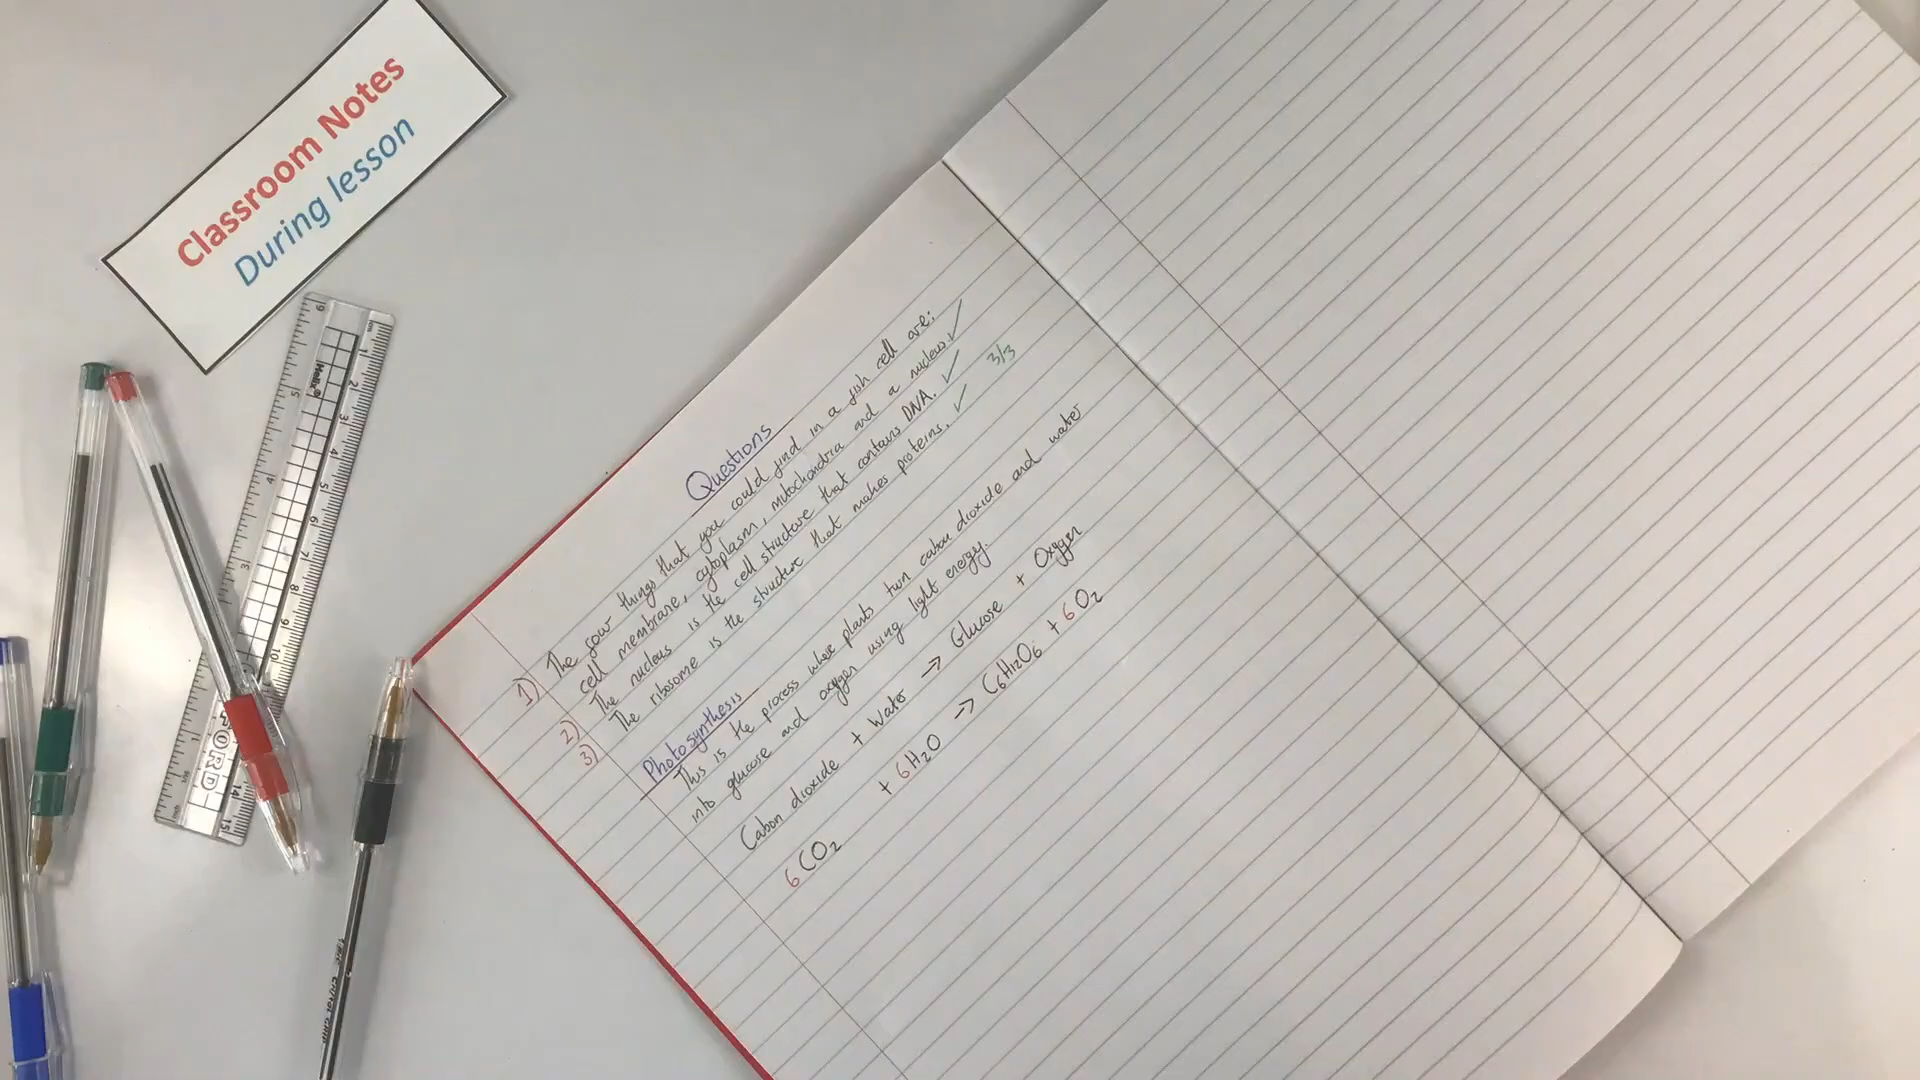 Classroom Notes
During lesson
Questions
1) The four things that you could find in a fish cell are:
cell membrane, cytoplasm, mitochondria and a nucleus.
2) The nucleus is the cell structure that contains DNA.
3) The ribosome is the structure that makes proteins.
3/3
Photosynthesis
This is the process where plants turn cabon dioxide and water
into glucose and oxygen using light energy.
Cabon dioxide + Water → Glucose + Oxygen
6CO₂ + 6H₂O → C₆H₁₂O₆ + 6O₂
Helix